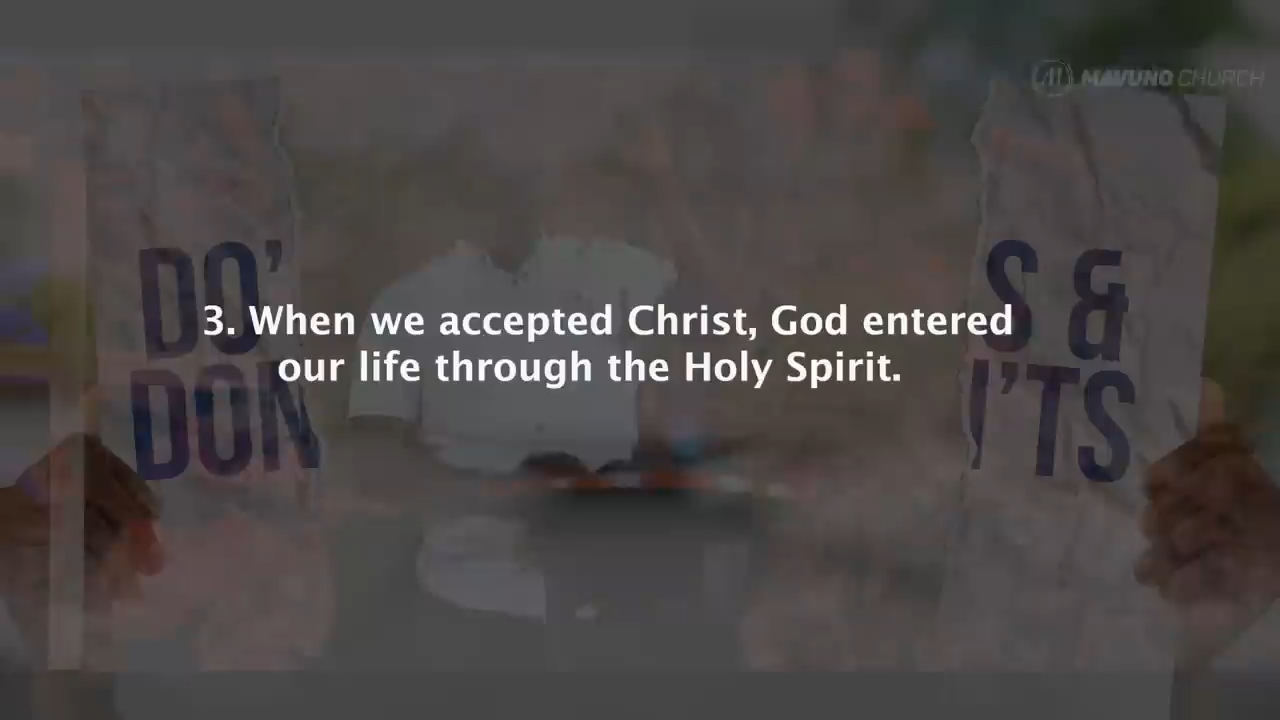 MAVUNO CHURCH
DO'
DON
S &
'TS
3. When we accepted Christ, God entered
our life through the Holy Spirit.